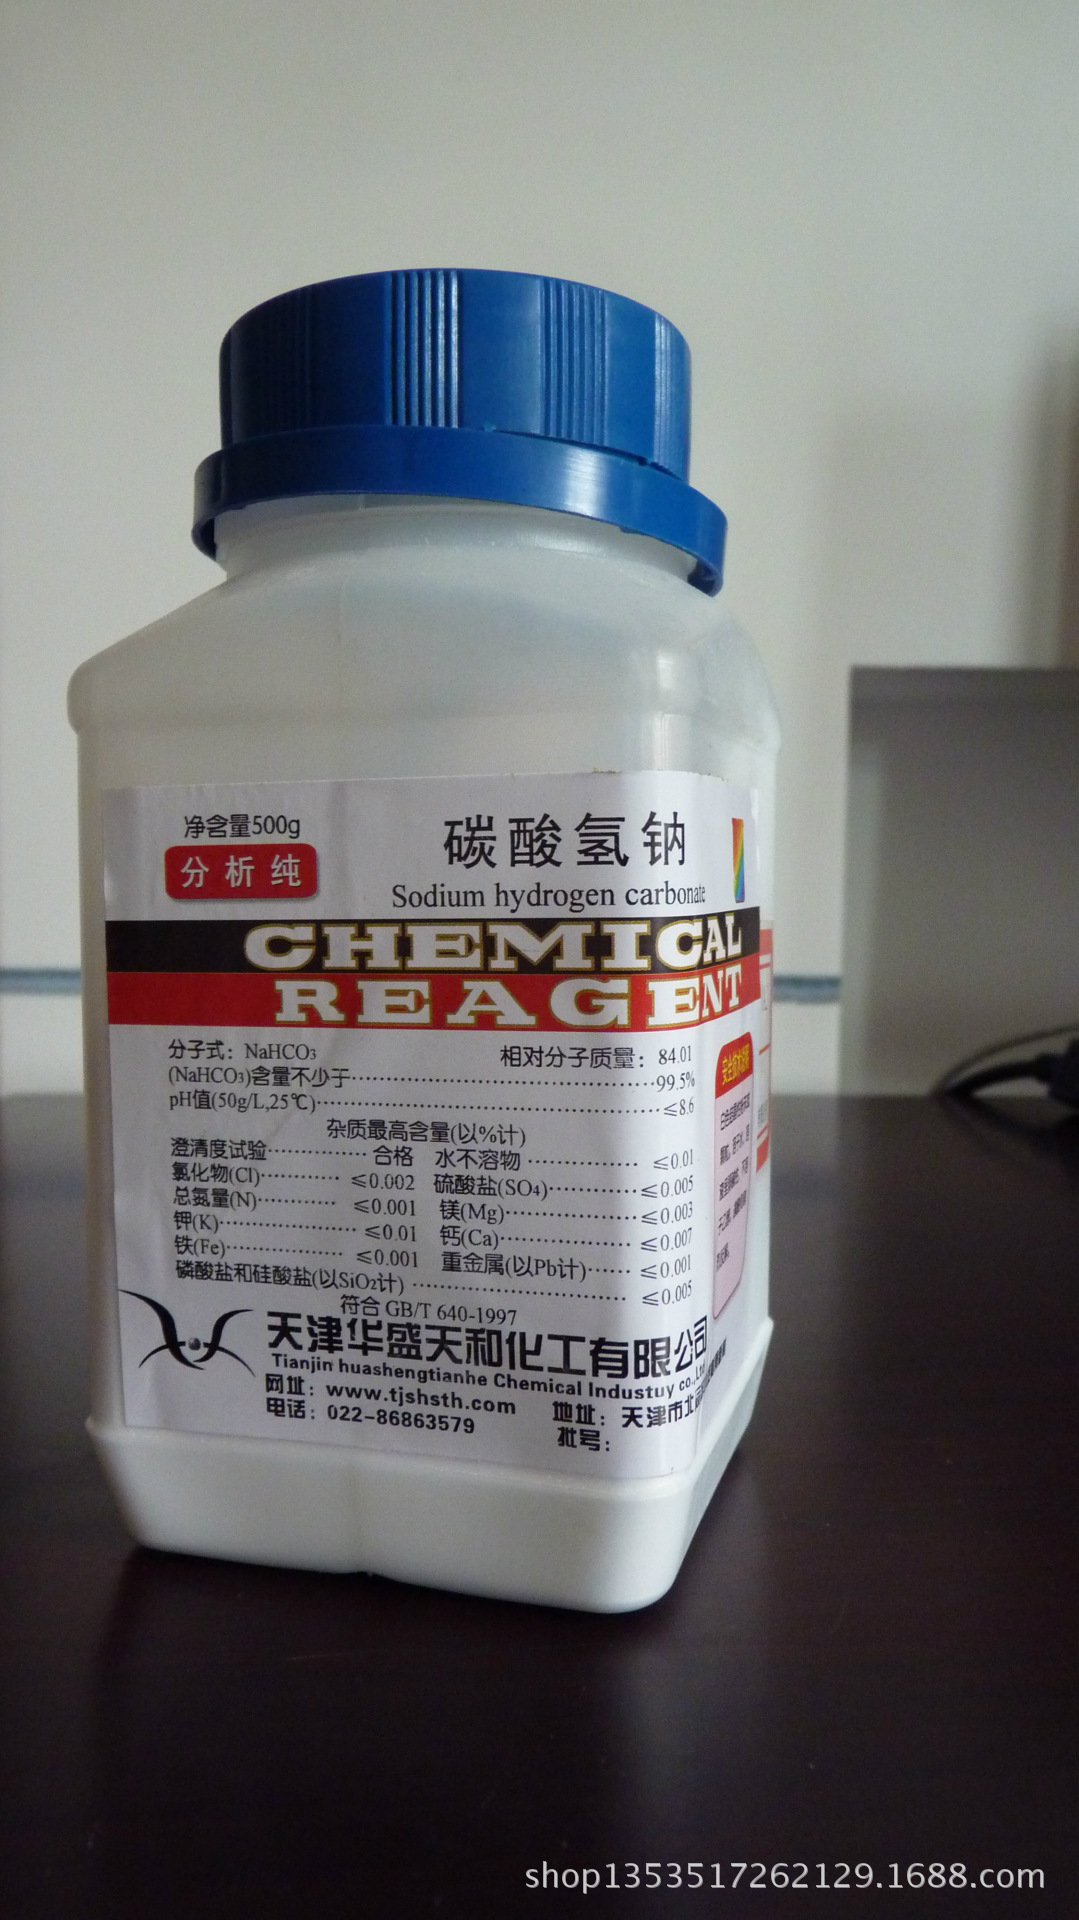 净含量500g
分析纯
碳酸氢钠
Sodium hydrogen carbonate
CHEMICAL
REAGENT
分子式：NaHCO₃ 相对分子质量：84.01
(NaHCO₃)含量不少于……99.5%
pH值(50g/L,25℃)……≤8.6
杂质最高含量(以%计)
澄清度试验……合格 水不溶物……≤0.01
氯化物(Cl)……≤0.002 硫酸盐(SO₄)……≤0.005
总氮量(N)……≤0.001 镁(Mg)……≤0.003
钾(K)……≤0.01 钙(Ca)……≤0.007
铁(Fe)……≤0.001 重金属(以Pb计)……≤0.001
磷酸盐和硅酸盐(以SiO₂计)……≤0.005
符合 GB/T 640-1997
天津华盛天和化工有限公司
Tianjin huashengtianhe Chemical Industuy co.,Ltd
网址：www.tjshsth.com 地址：天津市北
电话：022-86863579 批号：
shop1353517262129.1688.com